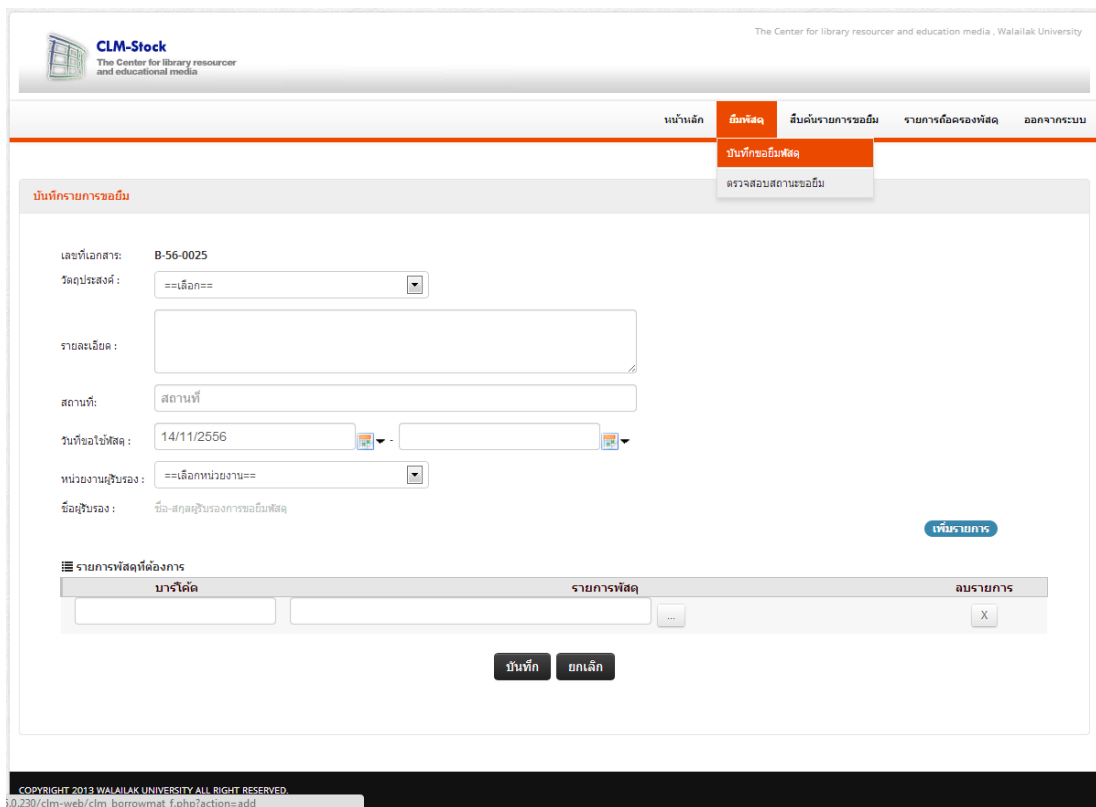 The Center for library resourcer and education media , Walailak University
CLM-Stock
The Center for library resourcer
and educational media
หน้าหลัก ยืมพัสดุ สืบค้นรายการขอยืม รายการถือครองพัสดุ ออกจากระบบ
บันทึกขอยืมพัสดุ
ตรวจสอบสถานะขอยืม
บันทึกรายการขอยืม
เลขที่เอกสาร: B-56-0025
วัตถุประสงค์ : ==เลือก==
รายละเอียด :
สถานที่: สถานที่
วันที่ขอใช้พัสดุ : 14/11/2556 -
หน่วยงานผู้รับรอง : ==เลือกหน่วยงาน==
ชื่อผู้รับรอง : ชื่อ-สกุลผู้รับรองการขอยืมพัสดุ
เพิ่มรายการ
รายการพัสดุที่ต้องการ
บาร์โค้ด รายการพัสดุ ลบรายการ
... X
บันทึก ยกเลิก
COPYRIGHT 2013 WALAILAK UNIVERSITY ALL RIGHT RESERVED.
5.0.230/clm-web/clm_borrowmat_f.php?action=add